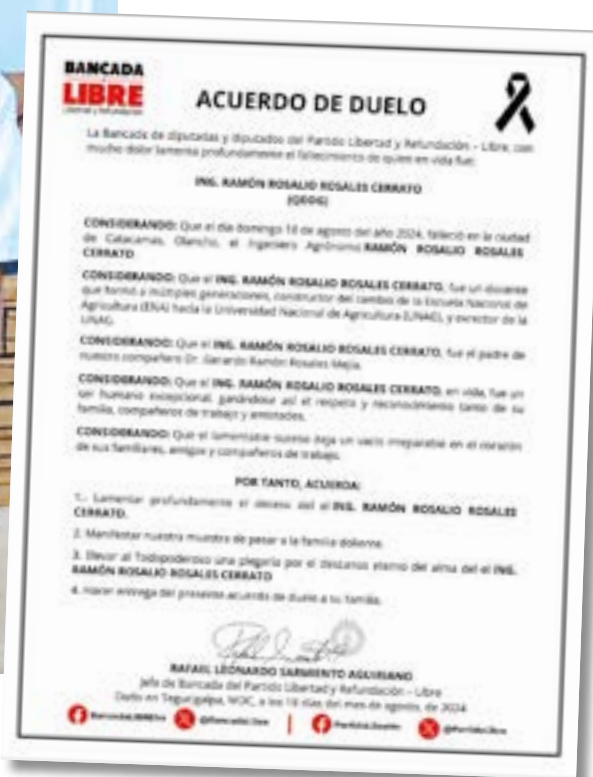 BANCADA
LIBRE
Libertad y Refundación
ACUERDO DE DUELO
La Bancada de diputadas y diputados del Partido Libertad y Refundación – Libre, con
mucho dolor lamenta profundamente el fallecimiento de quien en vida fue:
ING. RAMÓN ROSALIO ROSALES CERRATO
(QDDG)
CONSIDERANDO: Que el día domingo 18 de agosto del año 2024, falleció en la ciudad
de Catacamas, Olancho, el Ingeniero Agrónomo RAMÓN ROSALIO ROSALES
CERRATO
CONSIDERANDO: Que el ING. RAMÓN ROSALIO ROSALES CERRATO, fue un docente
que formó a múltiples generaciones, constructor del cambio de la Escuela Nacional de
Agricultura (ENA) hacia la Universidad Nacional de Agricultura (UNAG), y exrector de la
UNAG.
CONSIDERANDO: Que el ING. RAMÓN ROSALIO ROSALES CERRATO, fue el padre de
nuestro compañero Dr. Gerardo Ramón Rosales Mejía.
CONSIDERANDO: Que el ING. RAMÓN ROSALIO ROSALES CERRATO, en vida, fue un
ser humano excepcional, ganándose así el respeto y reconocimiento tanto de su
familia, compañeros de trabajo y amistades.
CONSIDERANDO: Que el lamentable suceso deja un vacío irreparable en el corazón
de sus familiares, amigos y compañeros de trabajo.
POR TANTO, ACUERDA:
1.- Lamentar profundamente el deceso del el ING. RAMÓN ROSALIO ROSALES
CERRATO.
2. Manifestar nuestra muestra de pesar a la familia doliente.
3. Elevar al Todopoderoso una plegaria por el descanso eterno del alma del el ING.
RAMÓN ROSALIO ROSALES CERRATO
4. Hacer entrega del presente acuerdo de duelo a su familia.
RAFAEL LEONARDO SARMIENTO AGUIRIANO
Jefe de Bancada del Partido Libertad y Refundación – Libre
Dado en Tegucigalpa, MDC, a los 19 días del mes de agosto, de 2024
@BancadaLibre